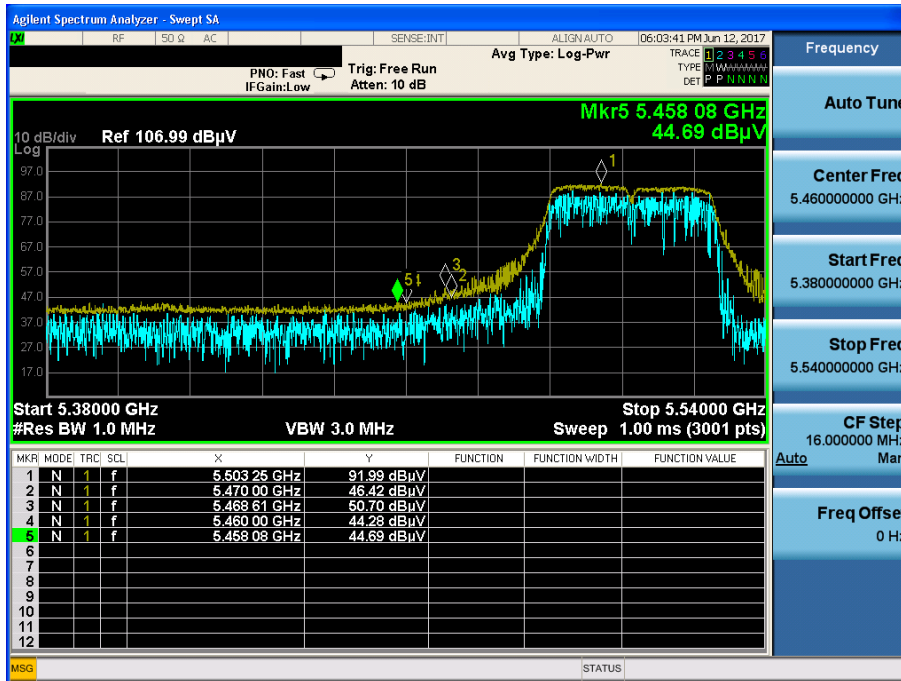 Agilent Spectrum Analyzer - Swept SA
LXI RF 50 Ω AC SENSE:INT ALIGN AUTO 06:03:41 PM Jun 12, 2017
PNO: Fast IFGain:Low Trig: Free Run Atten: 10 dB Avg Type: Log-Pwr
TRACE 1 2 3 4 5 6
TYPE M W W W W W
DET P P N N N N
Frequency
Auto Tune
Center Freq
5.460000000 GHz
Start Freq
5.380000000 GHz
Stop Freq
5.540000000 GHz
CF Step
16.000000 MHz
Auto Man
Freq Offset
0 Hz
Mkr5 5.458 08 GHz
44.69 dBµV
10 dB/div Ref 106.99 dBµV
Log
97.0
87.0
77.0
67.0
57.0
47.0
37.0
27.0
17.0
1
3
2
5
Start 5.38000 GHz Stop 5.54000 GHz
#Res BW 1.0 MHz VBW 3.0 MHz Sweep 1.00 ms (3001 pts)
MKR MODE TRC SCL X Y FUNCTION FUNCTION WIDTH FUNCTION VALUE
1 N 1 f 5.503 25 GHz 91.99 dBµV
2 N 1 f 5.470 00 GHz 46.42 dBµV
3 N 1 f 5.468 61 GHz 50.70 dBµV
4 N 1 f 5.460 00 GHz 44.28 dBµV
5 N 1 f 5.458 08 GHz 44.69 dBµV
6
7
8
9
10
11
12
MSG STATUS